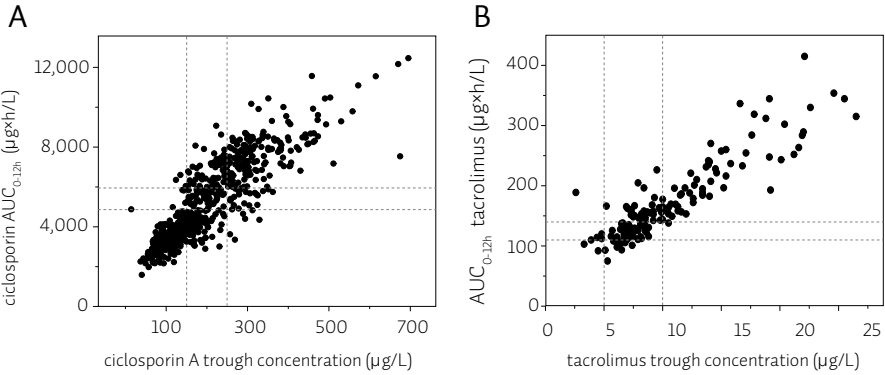 A
B
ciclosporin AUC0-12h (µg×h/L)
12,000
8,000
4,000
0
100 300 500 700
ciclosporin A trough concentration (µg/L)
AUC0-12h tacrolimus (µg×h/L)
400
300
200
100
0
0 5 10 15 20 25
tacrolimus trough concentration (µg/L)